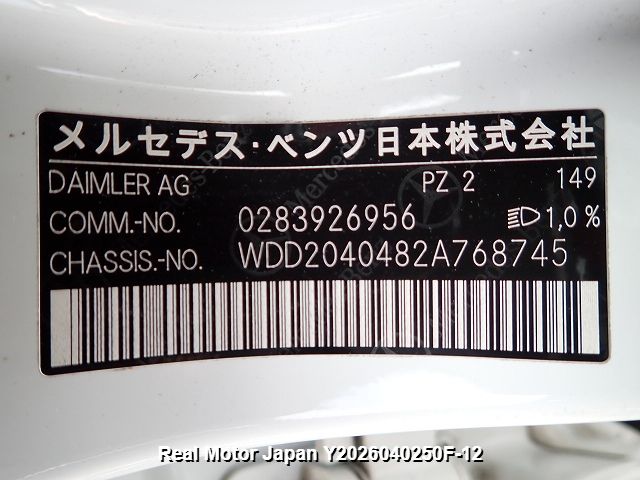 メルセデス・ベンツ日本株式会社
DAIMLER AG PZ 2 149
COMM.-NO. 0283926956 1,0 %
CHASSIS.-NO. WDD2040482A768745
Real Motor Japan Y2026040250F-12